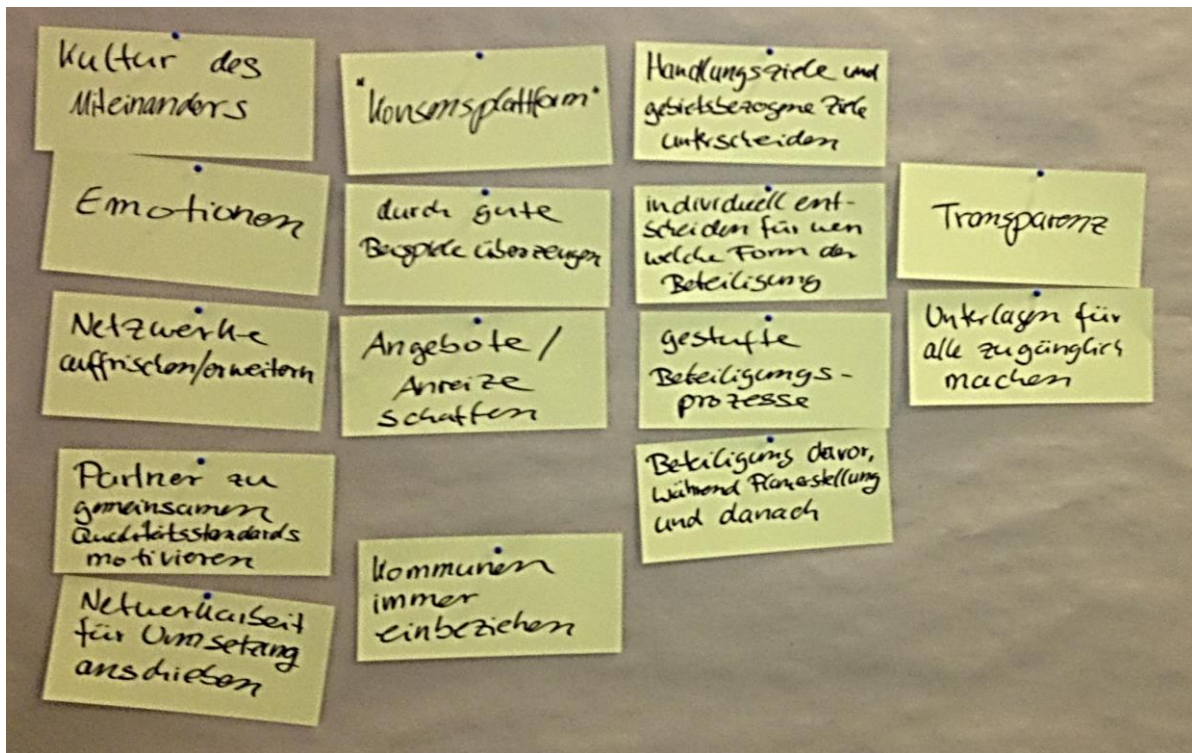 Kultur des
Miteinanders
Emotionen
Netzwerke
auffrischen/erweitern
Partner zu
gemeinsamen
Qualitätsstandards
motivieren
Netwerkarbeit
für Umsetzung
anschieben
"Konsensplattform"
durch gute
Beispiele überzeugen
Angebote/
Anreize
schaffen
Kommunen
immer
einbeziehen
Handlungsziele und
gebietsbezogene Ziele
unterscheiden
individuell ent-
scheiden für wen
welche Form der
Beteiligung
gestufte
Beteiligungs-
prozesse
Beteiligung davor,
während Planerstellung
und danach
Transparenz
Unterlagen für
alle zugänglich
machen